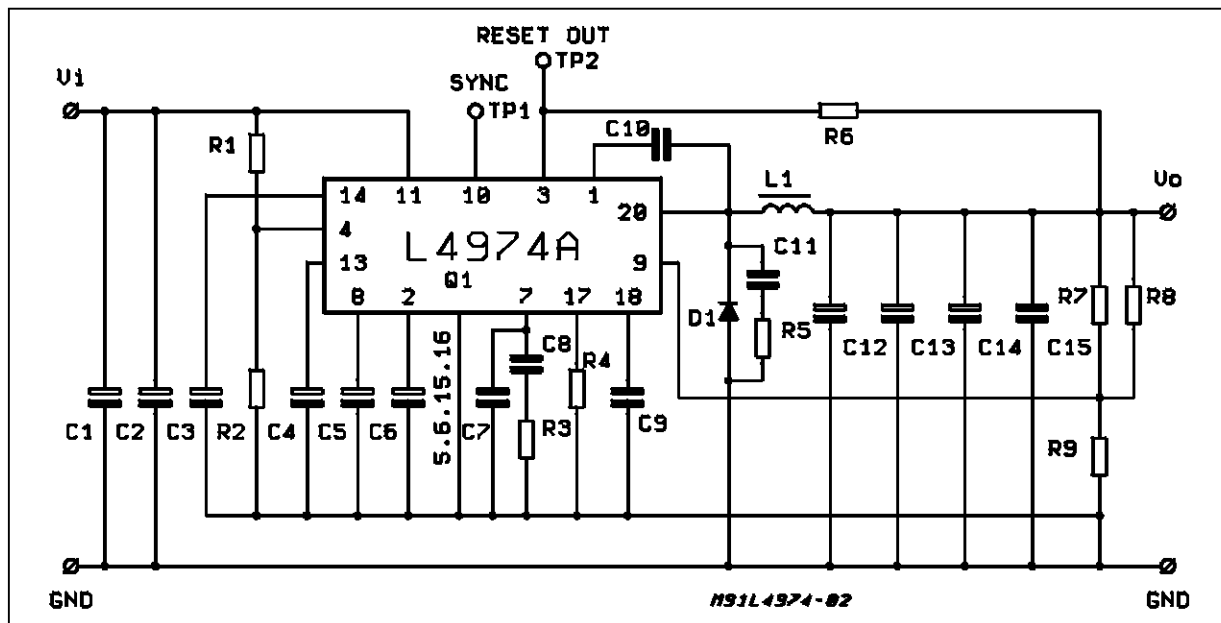 RESET OUT
TP2
Vi
SYNC
TP1
C10
R6
R1
L1
Vo
14
11
10
3
1
20
4
L4974A
C11
13
Q1
9
8
2
7
17
18
D1
R7
R8
R5
C8
R4
5.6.15.16
C12
C13
C14
C15
C1
C2
C3
R2
C4
C5
C6
C7
R3
C9
R9
GND
M91L4974-02
GND